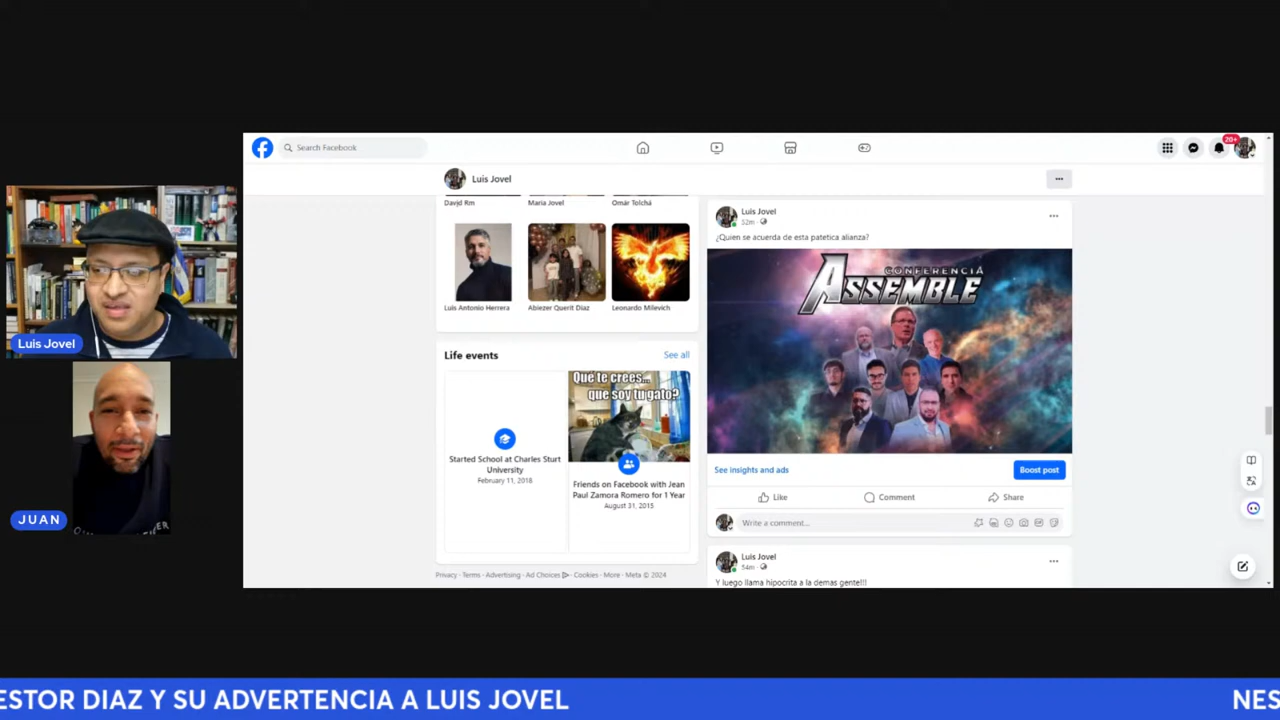 Search Facebook
20+
Luis Jovel
David Rm
Maria Jovel
Omar Tolchá
Luis Antonio Herrera
Abiezer Querit Diaz
Leonardo Milevich
Life events
See all
Started School at Charles Sturt
University
February 11, 2018
Qué te crees...
que soy tu gato?
Friends on Facebook with Jean
Paul Zamora Romero for 1 Year
August 31, 2015
Privacy · Terms · Advertising · Ad Choices · Cookies · More · Meta © 2024
Luis Jovel
52m ·
¿Quien se acuerda de esta patetica alianza?
CONFERENCIA
ASSEMBLE
See insights and ads
Boost post
Like
Comment
Share
Write a comment...
Luis Jovel
54m ·
Y luego llama hipocrita a la demas gente!!!
Luis Jovel
JUAN
ESTOR DIAZ Y SU ADVERTENCIA A LUIS JOVEL
NES